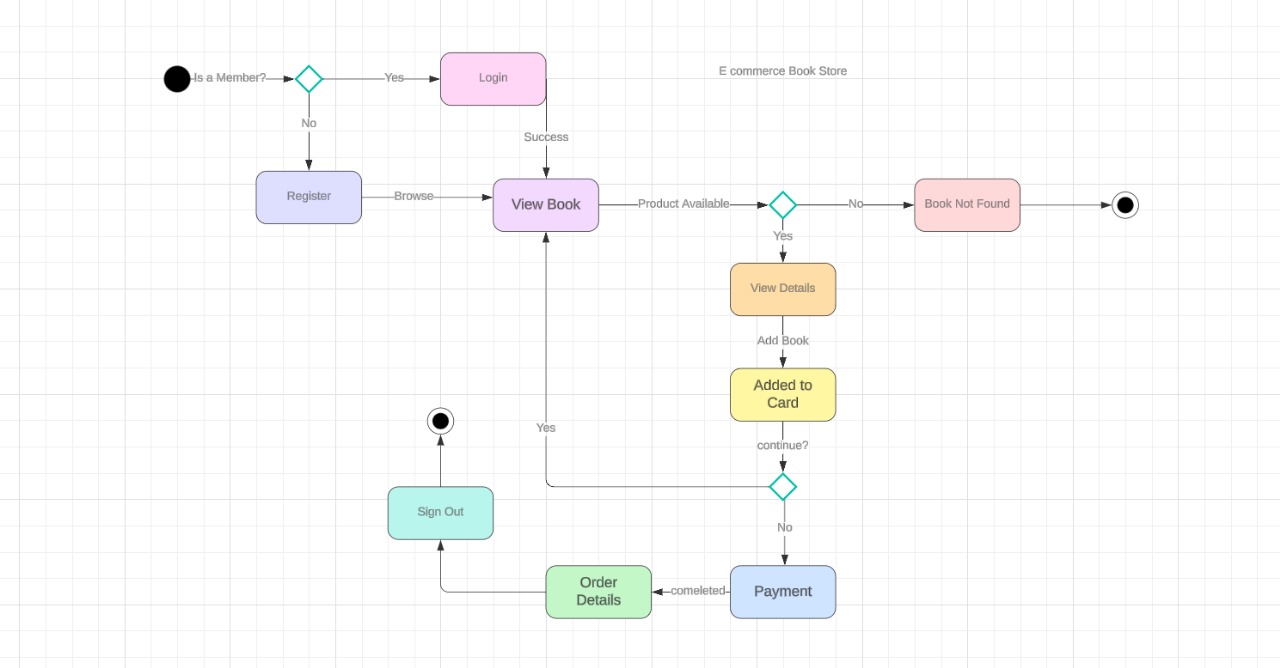 E commerce Book Store
Is a Member?
Yes
Login
No
Success
Register
Browse
View Book
Product Available
No
Book Not Found
Yes
View Details
Add Book
Added to
Card
continue?
Yes
No
Sign Out
Order
Details
comeleted
Payment